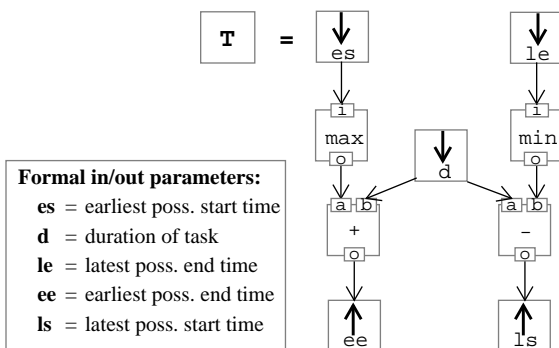 T = es le
i i
max d min
o o
a b a b
+ -
o o
ee ls
Formal in/out parameters:
es = earliest poss. start time
d = duration of task
le = latest poss. end time
ee = earliest poss. end time
ls = latest poss. start time